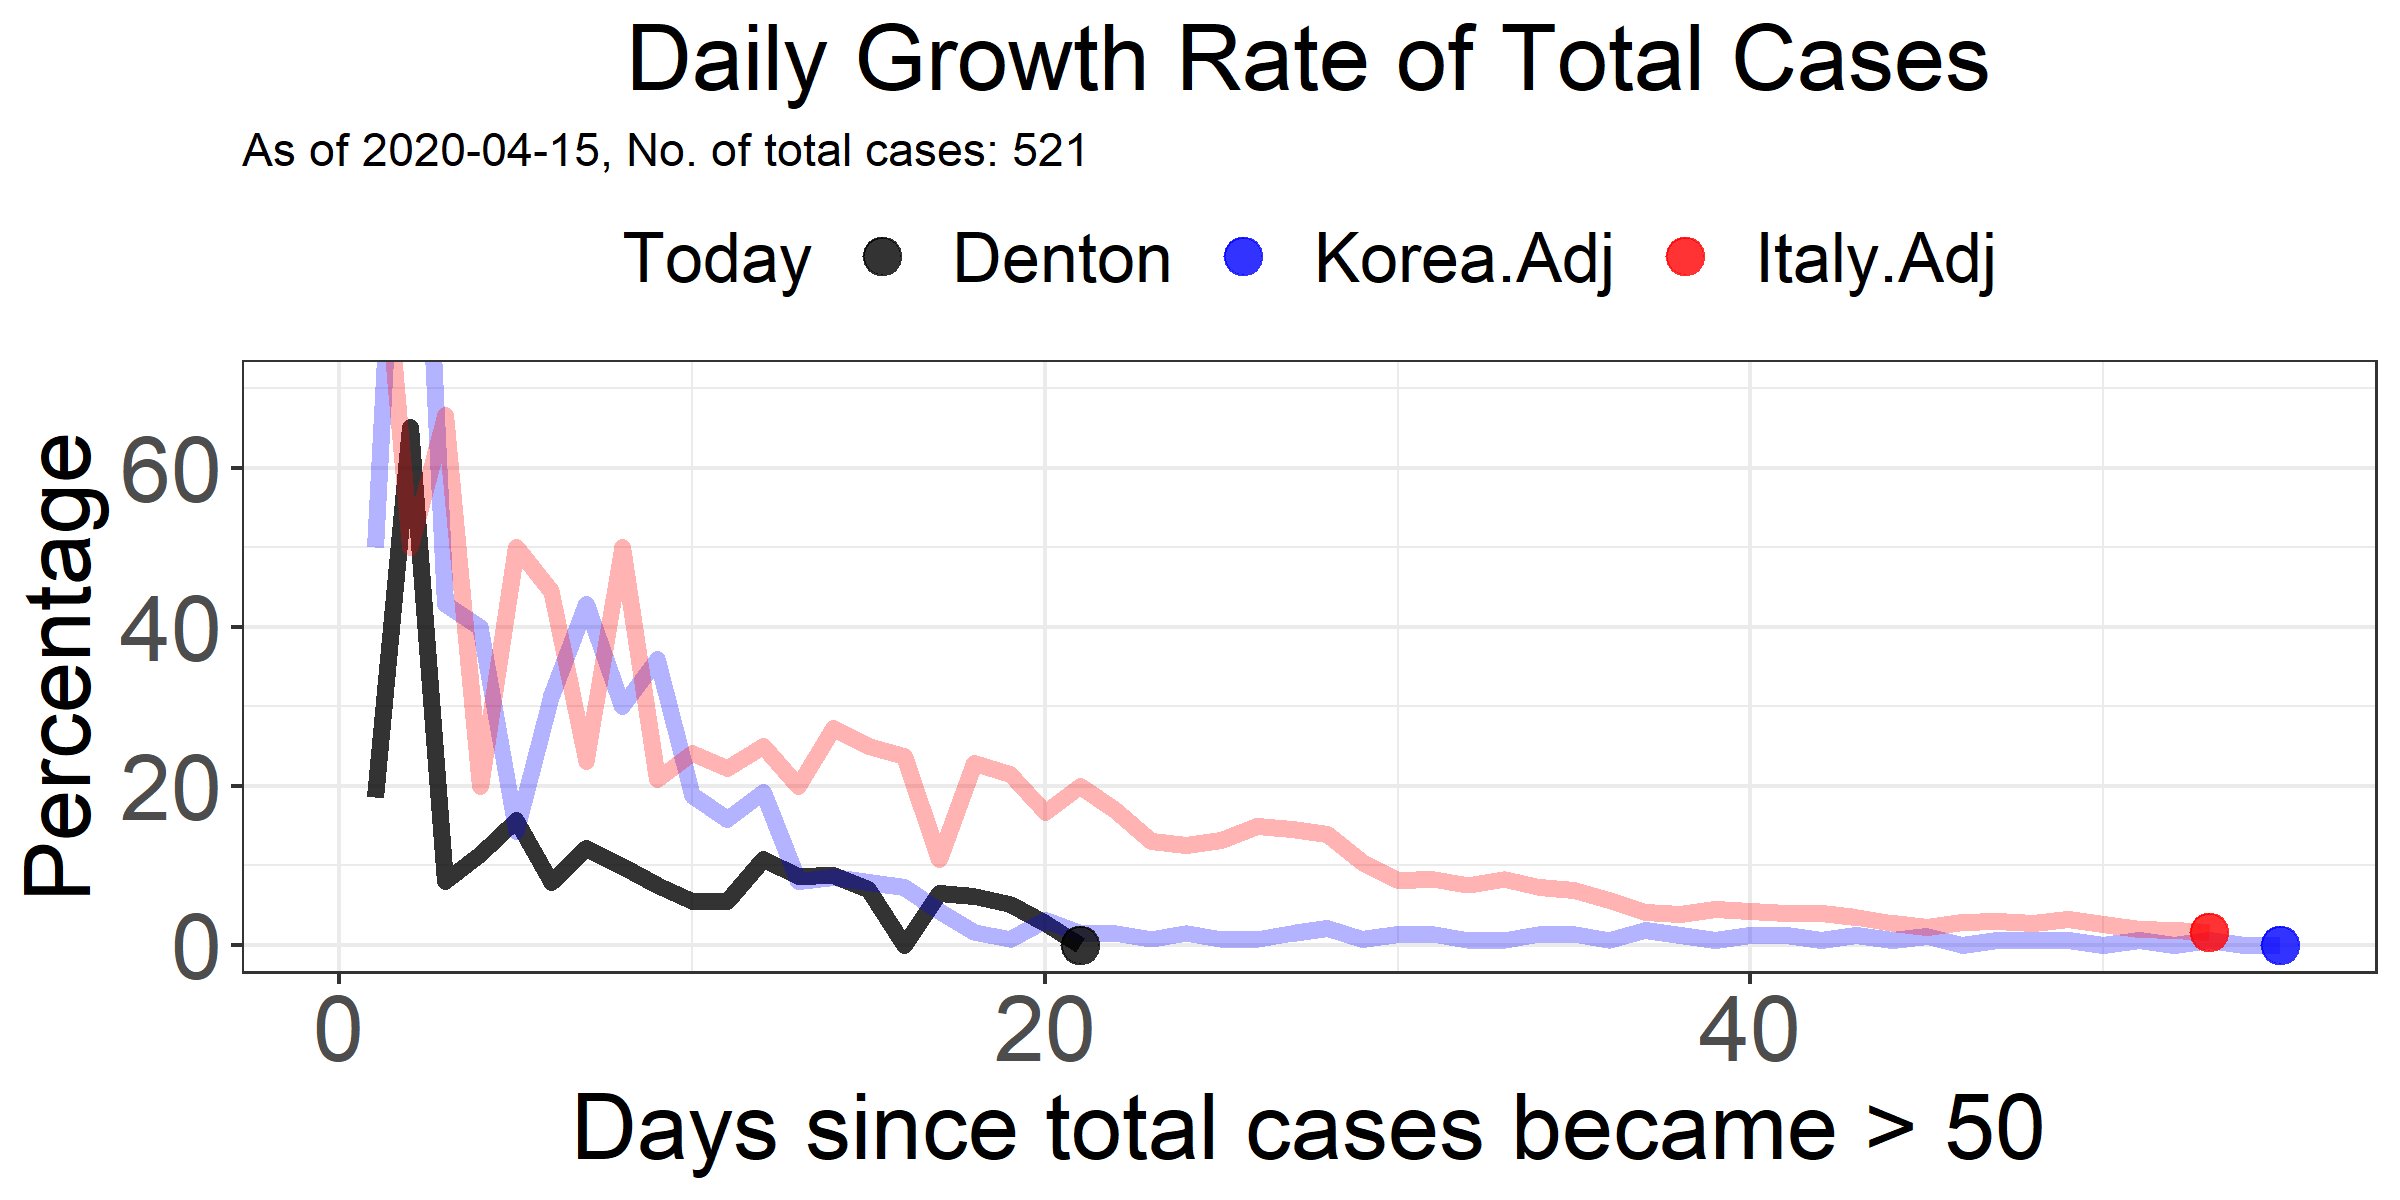 Daily Growth Rate of Total Cases
As of 2020-04-15, No. of total cases: 521
Today Denton Korea.Adj Italy.Adj
Percentage
60
40
20
0
0 20 40
Days since total cases became > 50